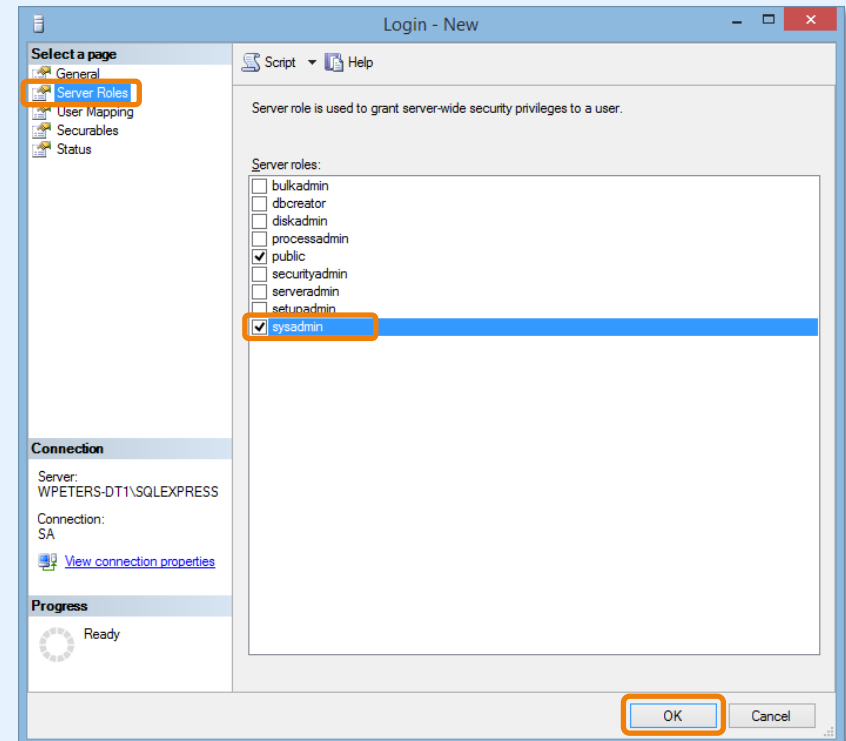 Login - New
Select a page
General
Server Roles
User Mapping
Securables
Status
Script
Help
Server role is used to grant server-wide security privileges to a user.
Server roles:
bulkadmin
dbcreator
diskadmin
processadmin
public
securityadmin
serveradmin
setupadmin
sysadmin
Connection
Server:
WPETERS-DT1\SQLEXPRESS
Connection:
SA
View connection properties
Progress
Ready
OK
Cancel